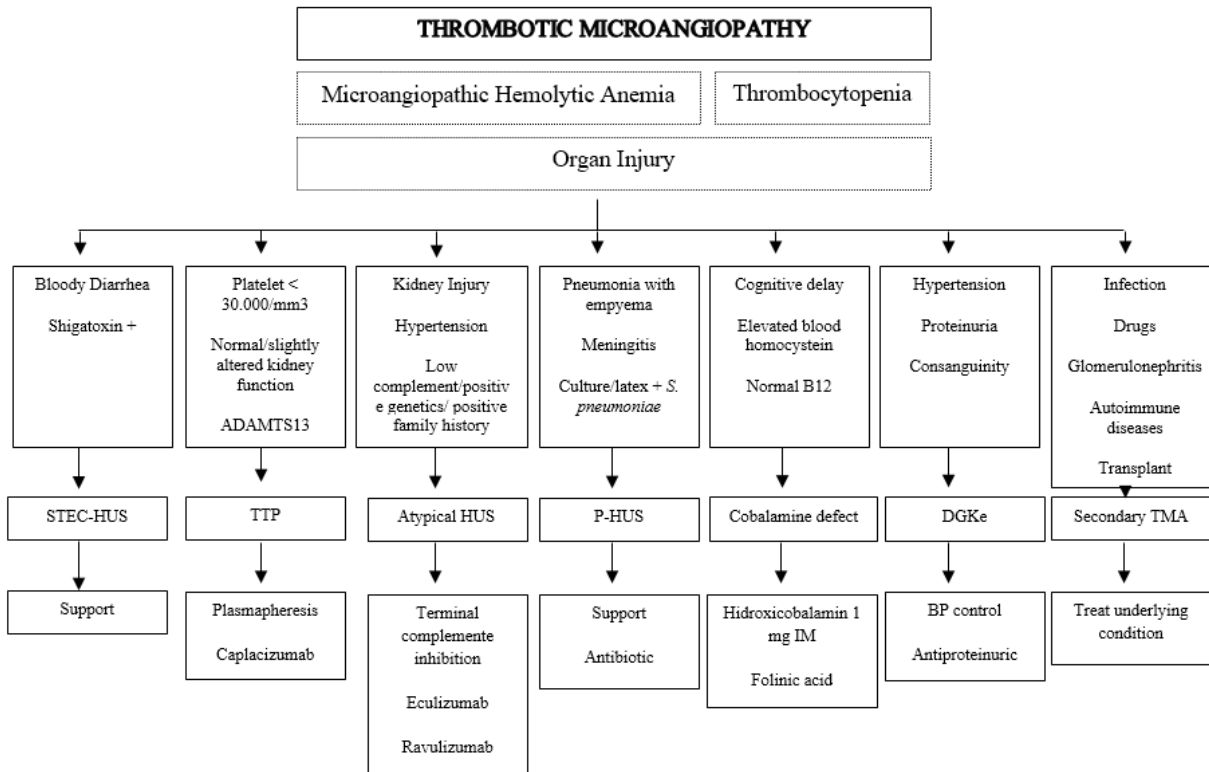 THROMBOTIC MICROANGIOPATHY
Microangiopathic Hemolytic Anemia
Thrombocytopenia
Organ Injury
Bloody Diarrhea
Shigatoxin +
Platelet <
30.000/mm3
Normal/slightly
altered kidney
function
ADAMTS13
Kidney Injury
Hypertension
Low
complement/positiv
e genetics/ positive
family history
Pneumonia with
empyema
Meningitis
Culture/latex + S.
pneumoniae
Cognitive delay
Elevated blood
homocystein
Normal B12
Hypertension
Proteinuria
Consanguinity
Infection
Drugs
Glomerulonephritis
Autoimmune
diseases
Transplant
STEC-HUS
TTP
Atypical HUS
P-HUS
Cobalamine defect
DGKe
Secondary TMA
Support
Plasmapheresis
Caplacizumab
Terminal
complemente
inhibition
Eculizumab
Ravulizumab
Support
Antibiotic
Hidroxicobalamin 1
mg IM
Folinic acid
BP control
Antiproteinuric
Treat underlying
condition